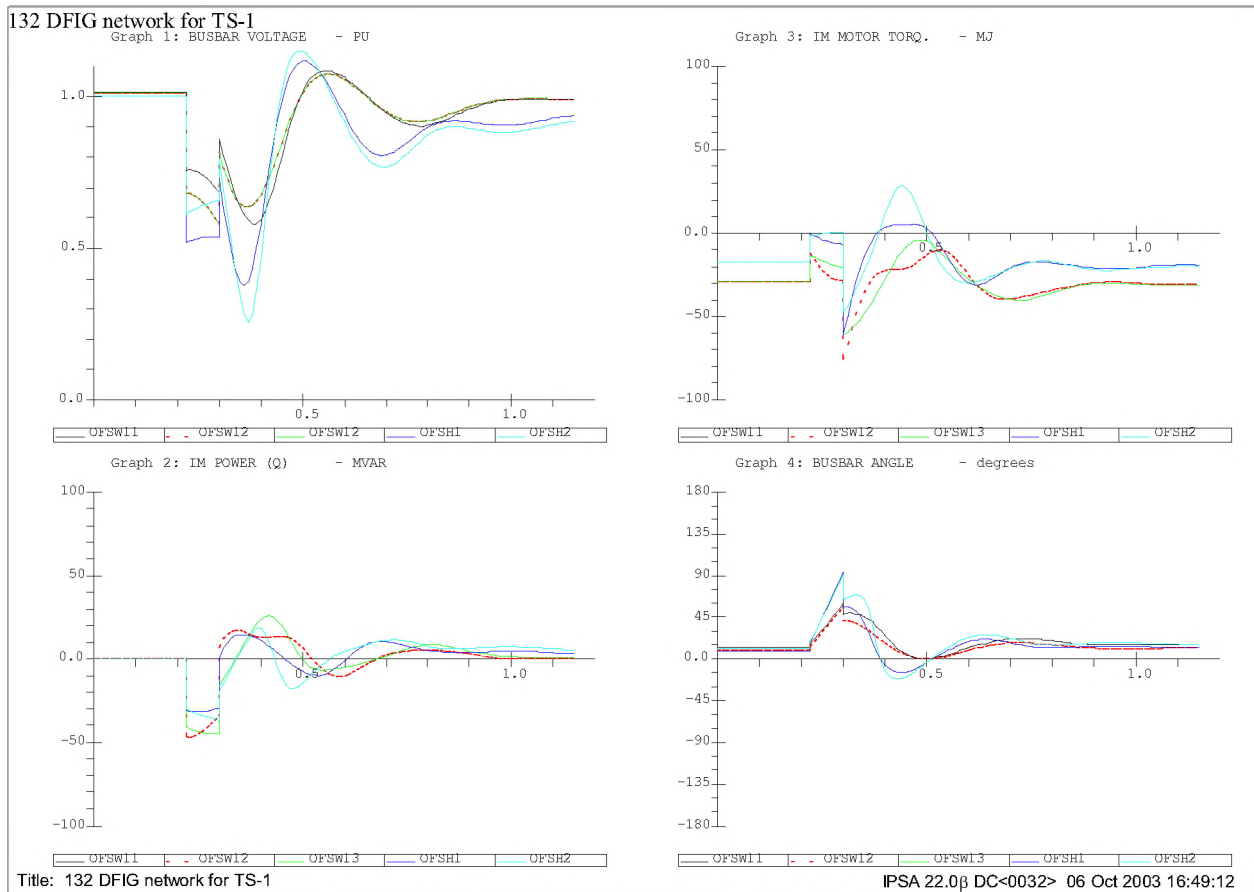 132 DFIG network for TS-1
Graph 1: BUSBAR VOLTAGE - PU
1.0
0.5
0.0
0.5
1.0
OFSW11 OFSW12 OFSW12 OFSH1 OFSH2
Graph 3: IM MOTOR TORQ. - MJ
100
50
0.0
-50
-100
0.5
1.0
OFSW11 OFSW12 OFSW13 OFSH1 OFSH2
Graph 2: IM POWER (Q) - MVAR
100
50
0.0
-50
-100
0.5
1.0
OFSW11 OFSW12 OFSW13 OFSH1 OFSH2
Graph 4: BUSBAR ANGLE - degrees
180
135
90
45
0.0
-45
-90
-135
-180
0.5
1.0
OFSW11 OFSW12 OFSW13 OFSH1 OFSH2
Title: 132 DFIG network for TS-1
IPSA 22.0β DC<0032> 06 Oct 2003 16:49:12